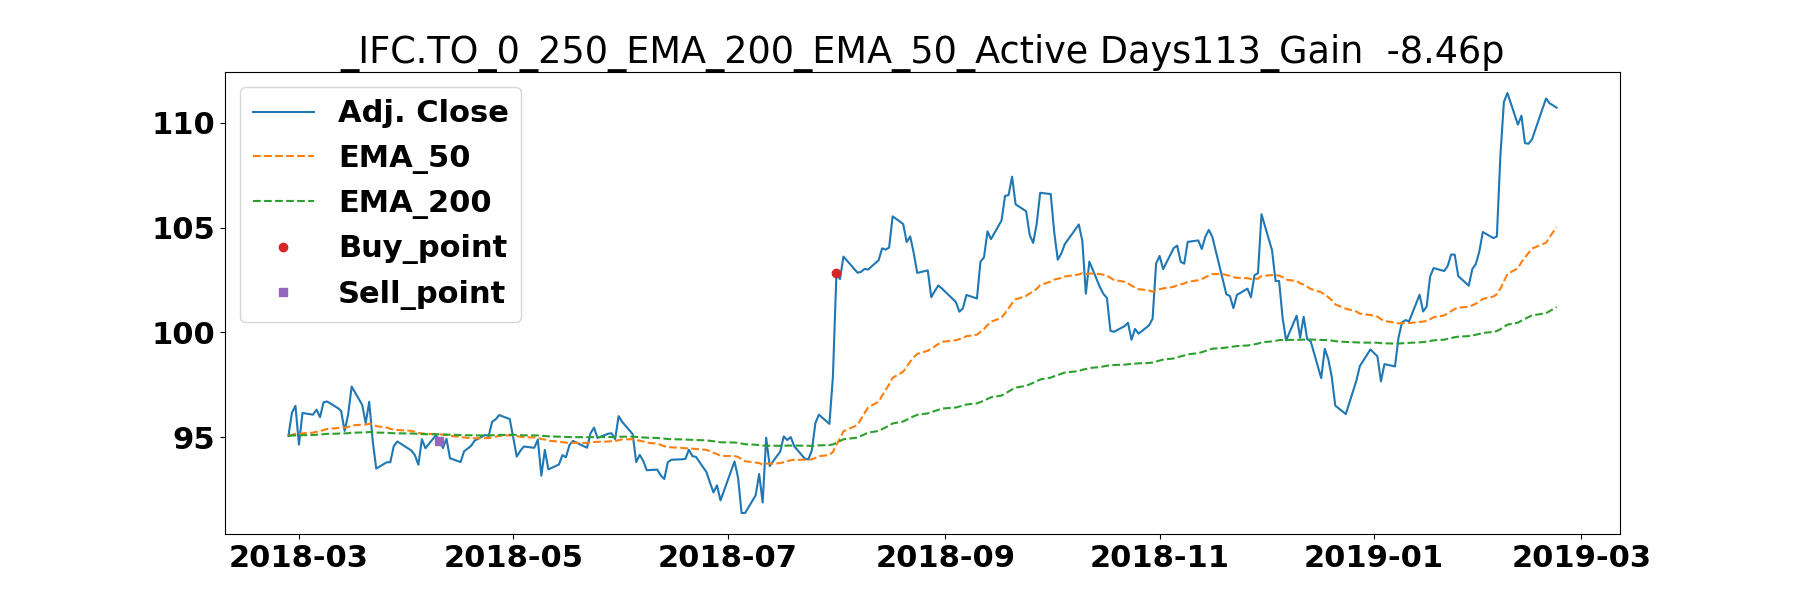 _IFC.TO_0_250_EMA_200_EMA_50_Active Days113_Gain  -8.46p
Adj. Close
EMA_50
EMA_200
Buy_point
Sell_point
110
105
100
95
2018-03 2018-05 2018-07 2018-09 2018-11 2019-01 2019-03